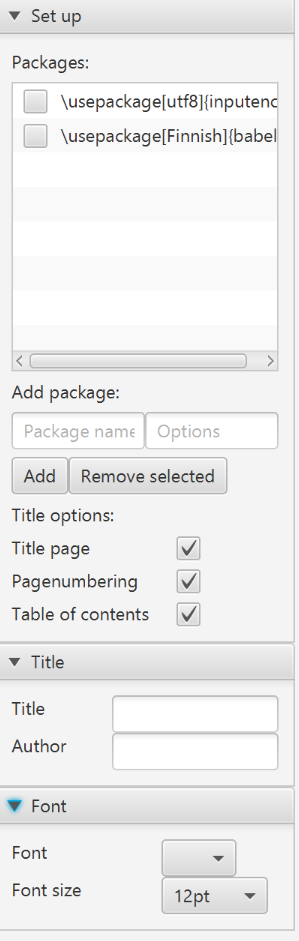 Set up
Packages:
\usepackage[utf8]{inputenc
\usepackage[Finnish]{babel
Add package:
Package name Options
Add Remove selected
Title options:
Title page
Pagenumbering
Table of contents
Title
Title
Author
Font
Font
Font size 12pt